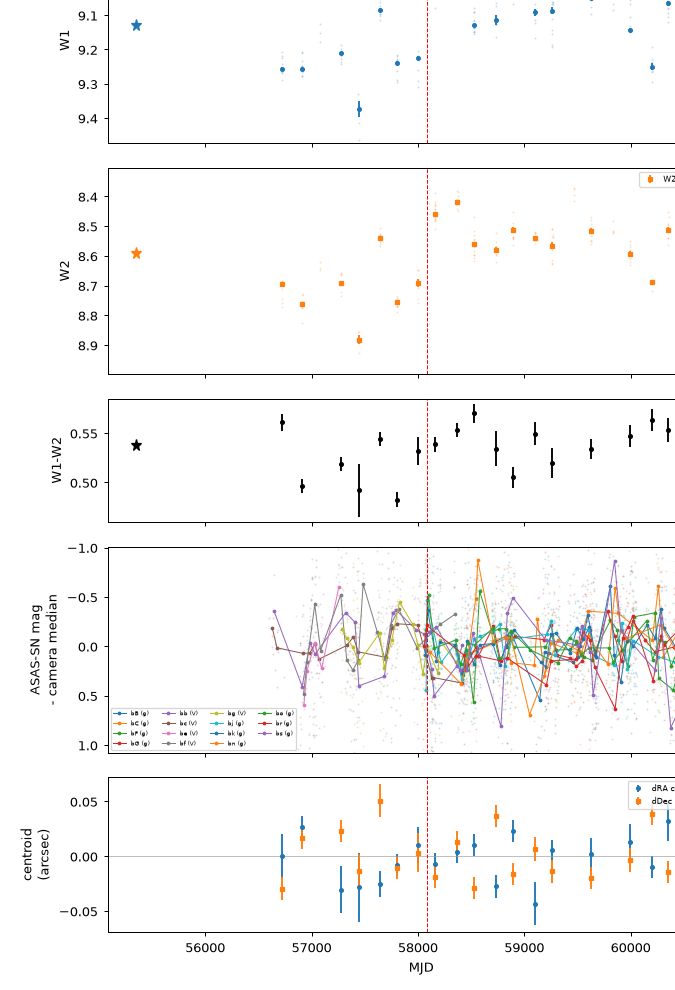 9.1
9.2
9.3
9.4
W1
W2
8.4
8.5
8.6
8.7
8.8
8.9
W2
0.55
0.50
W1-W2
−1.0
−0.5
0.0
0.5
1.0
ASAS-SN mag
- camera median
bB (g)
bC (g)
bF (g)
bG (g)
bb (V)
bc (V)
be (V)
bf (V)
bg (V)
bj (g)
bk (g)
bn (g)
bo (g)
br (g)
bs (g)
0.05
0.00
−0.05
centroid
(arcsec)
dRA c
dDec
56000 57000 58000 59000 60000
MJD